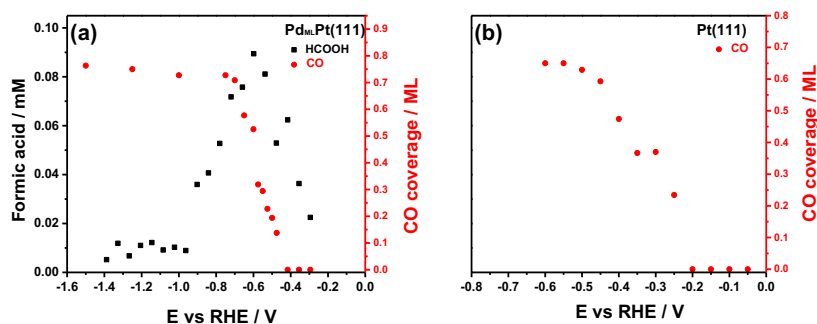 (a)
Pd_MLPt(111)
HCOOH
CO
Formic acid / mM
0.10
0.08
0.06
0.04
0.02
0.00
CO coverage / ML
0.9
0.8
0.7
0.6
0.5
0.4
0.3
0.2
0.1
0.0
-1.6 -1.4 -1.2 -1.0 -0.8 -0.6 -0.4 -0.2 0.0
E vs RHE / V
(b)
Pt(111)
CO
CO coverage / ML
0.8
0.7
0.6
0.5
0.4
0.3
0.2
0.1
0.0
-0.8 -0.7 -0.6 -0.5 -0.4 -0.3 -0.2 -0.1 0.0
E vs RHE / V